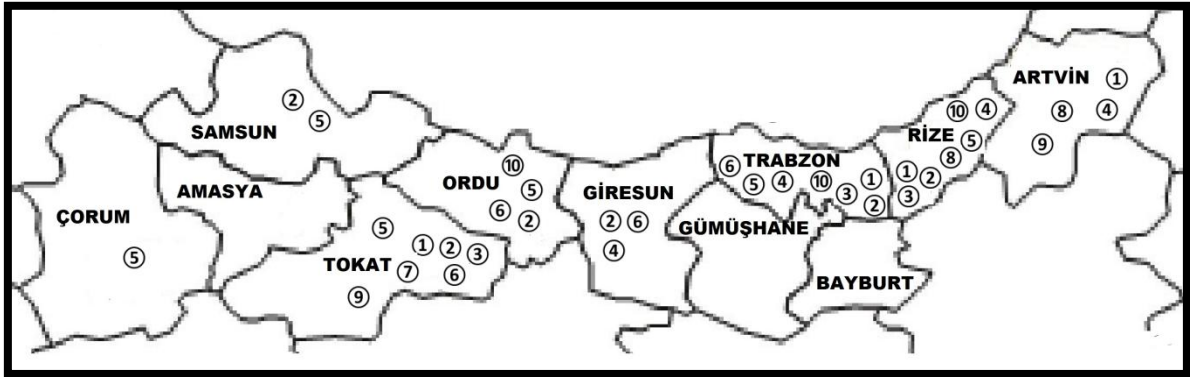 SAMSUN
② ⑤
AMASYA
ÇORUM
⑤
TOKAT
⑤ ① ② ③
⑦ ⑥
⑨
ORDU
⑩
⑤
⑥ ②
GİRESUN
② ⑥
④
TRABZON
⑥ ⑤ ④ ⑩ ③ ① ②
GÜMÜŞHANE
BAYBURT
RİZE
⑩ ④
⑤
⑧
① ②
③
ARTVİN
①
⑧ ④
⑨